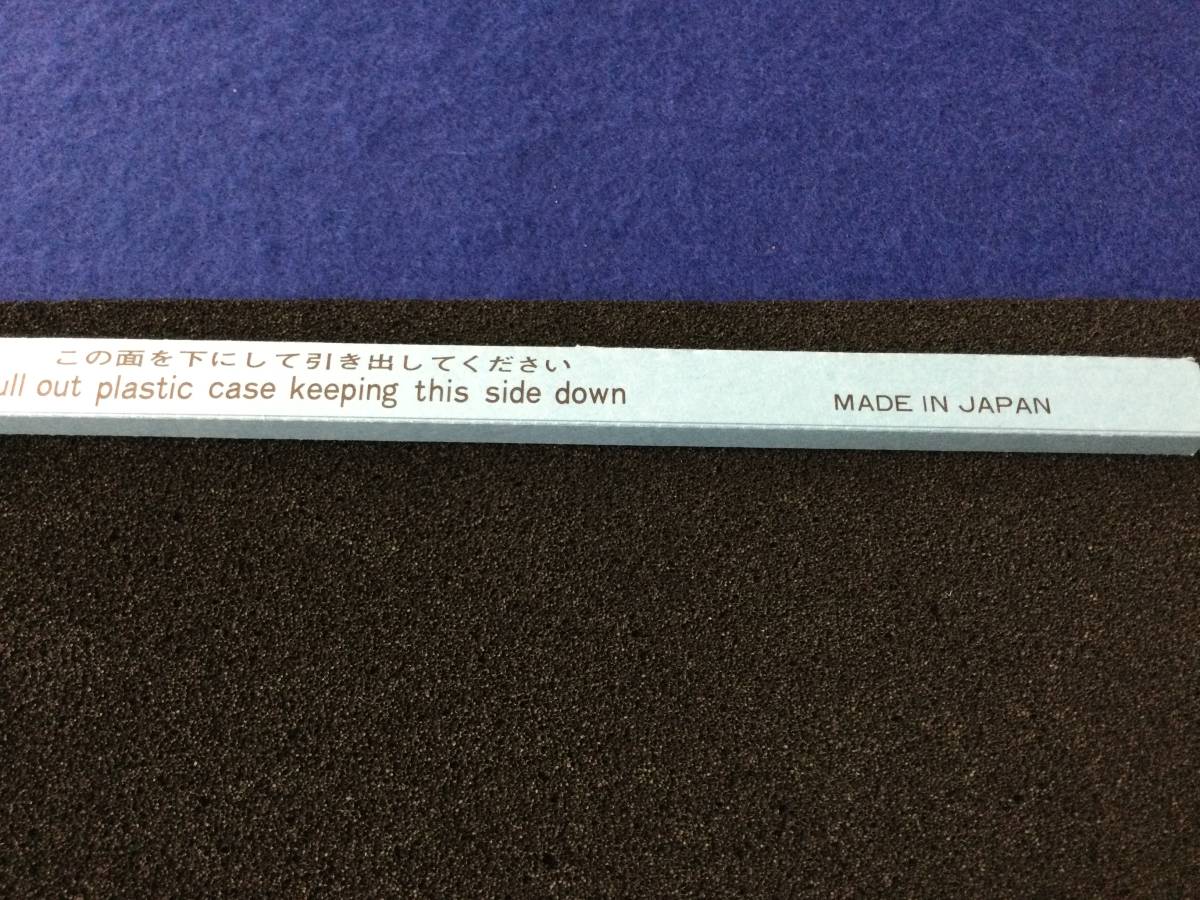 この面を下にして引き出してください
ull out plastic case keeping this side down
MADE IN JAPAN